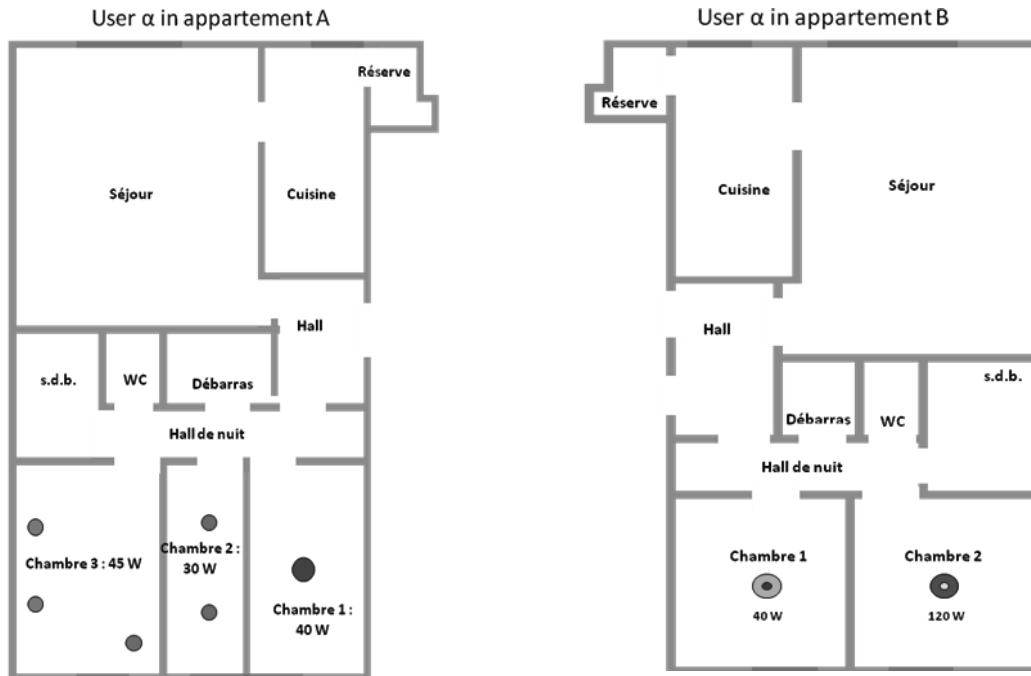 User α in appartement A
Réserve
Séjour
Cuisine
Hall
s.d.b.
WC
Débarras
Hall de nuit
Chambre 3 : 45 W
Chambre 2 :
30 W
Chambre 1 :
40 W
User α in appartement B
Réserve
Cuisine
Séjour
Hall
s.d.b.
Débarras
WC
Hall de nuit
Chambre 1
40 W
Chambre 2
120 W